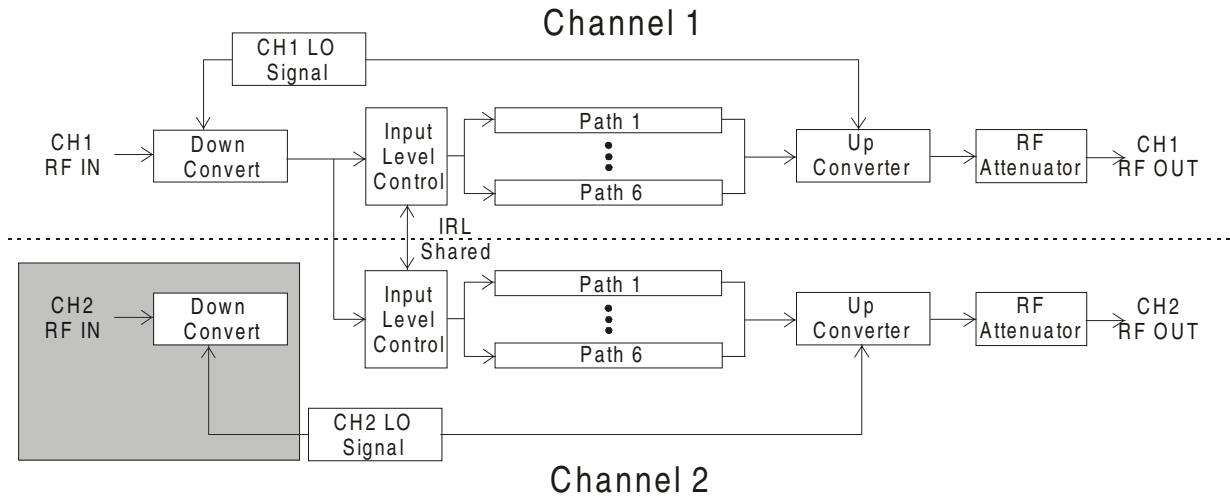 Channel 1
CH1 LO
Signal
CH1
RF IN
Down
Convert
Input
Level
Control
Path 1
Path 6
Up
Converter
RF
Attenuator
CH1
RF OUT
IRL
Shared
CH2
RF IN
Down
Convert
Input
Level
Control
Path 1
Path 6
Up
Converter
RF
Attenuator
CH2
RF OUT
CH2 LO
Signal
Channel 2